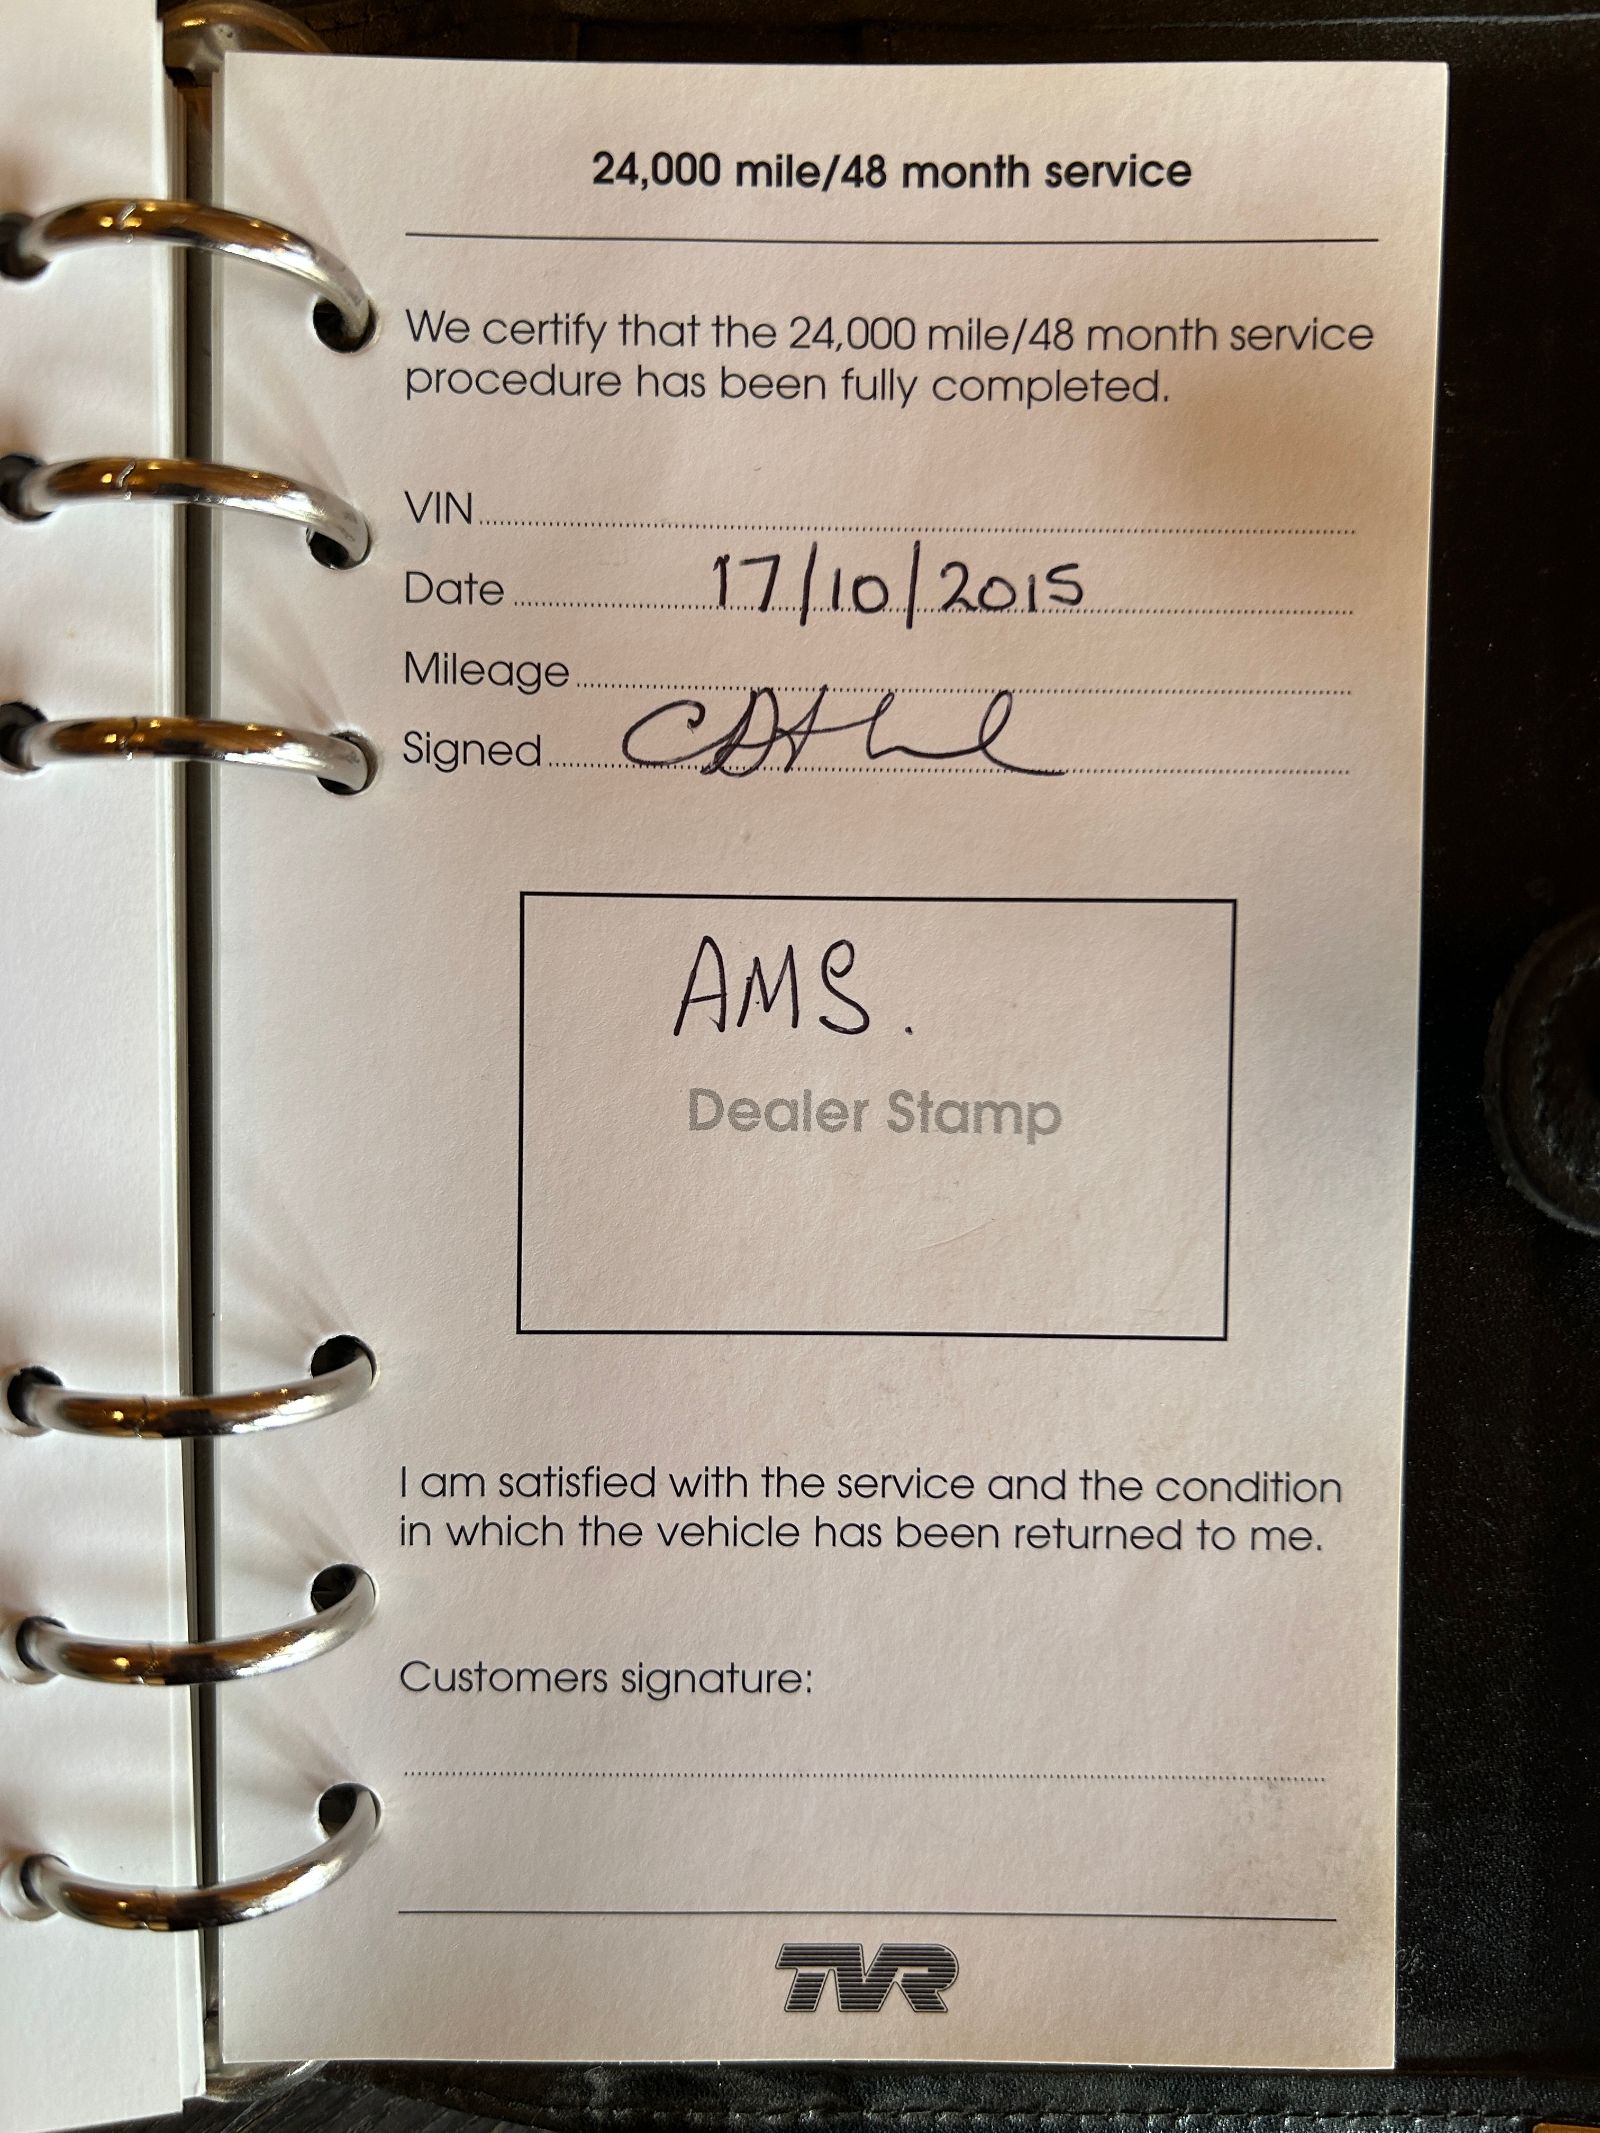 24,000 mile/48 month service
We certify that the 24,000 mile/48 month service
procedure has been fully completed.
VIN
Date 17/10/2015
Mileage
Signed
AMS.
Dealer Stamp
I am satisfied with the service and the condition
in which the vehicle has been returned to me.
Customers signature:
TVR